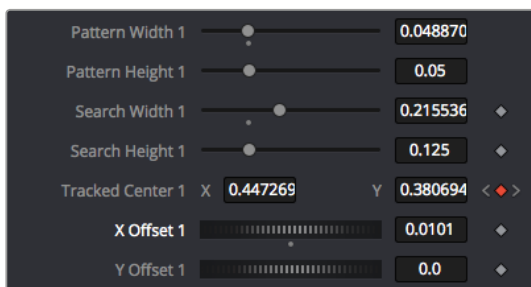 Pattern Width 1 0.048870
Pattern Height 1 0.05
Search Width 1 0.215536
Search Height 1 0.125
Tracked Center 1 X 0.447269 Y 0.380694
X Offset 1 0.0101
Y Offset 1 0.0